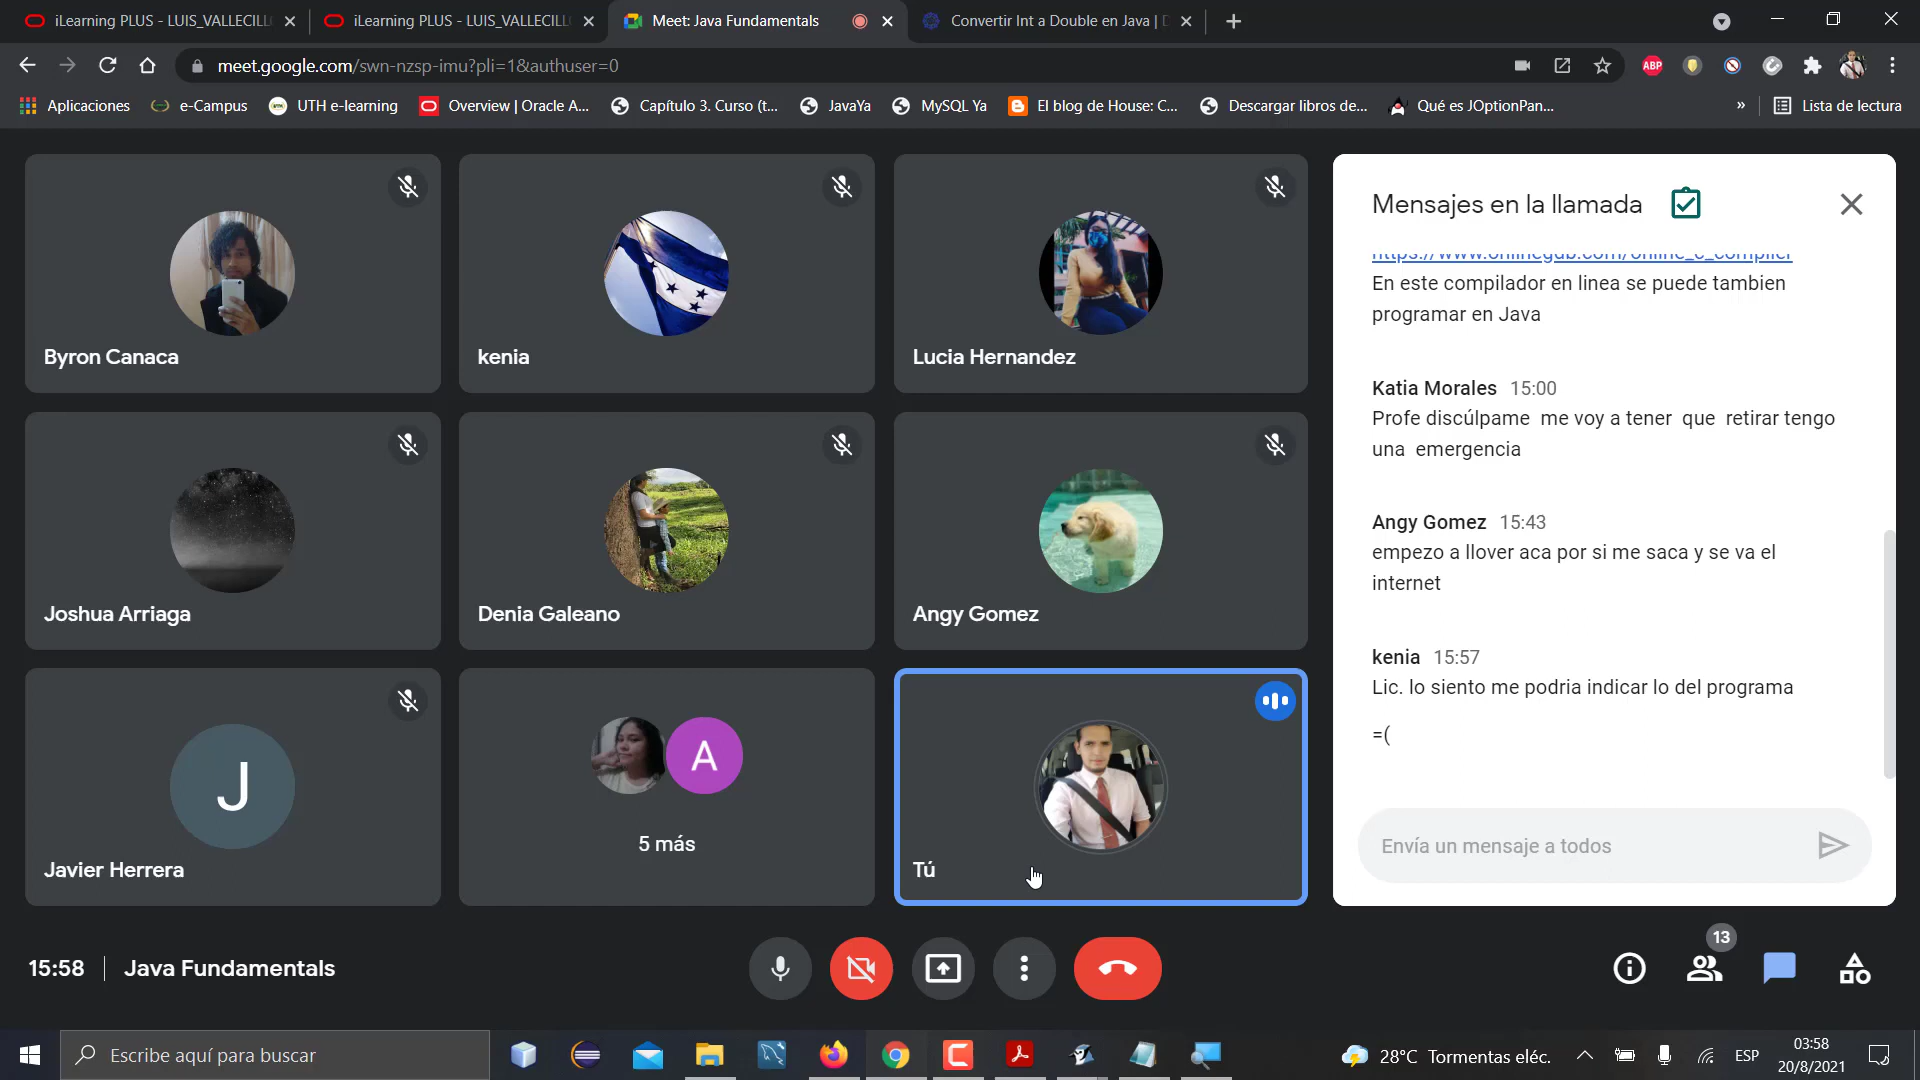 iLearning PLUS - LUIS_VALLECILL
iLearning PLUS - LUIS_VALLECILL
Meet: Java Fundamentals
Convertir Int a Double en Java | D
meet.google.com/swn-nzsp-imu?pli=1&authuser=0
ABP
Aplicaciones
e-Campus
UTH e-learning
Overview | Oracle A...
Capítulo 3. Curso (t...
JavaYa
MySQL Ya
El blog de House: C...
Descargar libros de...
Qué es JOptionPan...
»
Lista de lectura
Byron Canaca
kenia
Lucia Hernandez
Joshua Arriaga
Denia Galeano
Angy Gomez
J
Javier Herrera
A
5 más
Tú
Mensajes en la llamada
https://www.onlinegdb.com/online_c_compiler
En este compilador en linea se puede tambien
programar en Java
Katia Morales 15:00
Profe discúlpame me voy a tener que retirar tengo
una emergencia
Angy Gomez 15:43
empezo a llover aca por si me saca y se va el
internet
kenia 15:57
Lic. lo siento me podria indicar lo del programa
=(
Envía un mensaje a todos
15:58 | Java Fundamentals
13
Escribe aquí para buscar
28°C Tormentas eléc.
ESP
03:58
20/8/2021